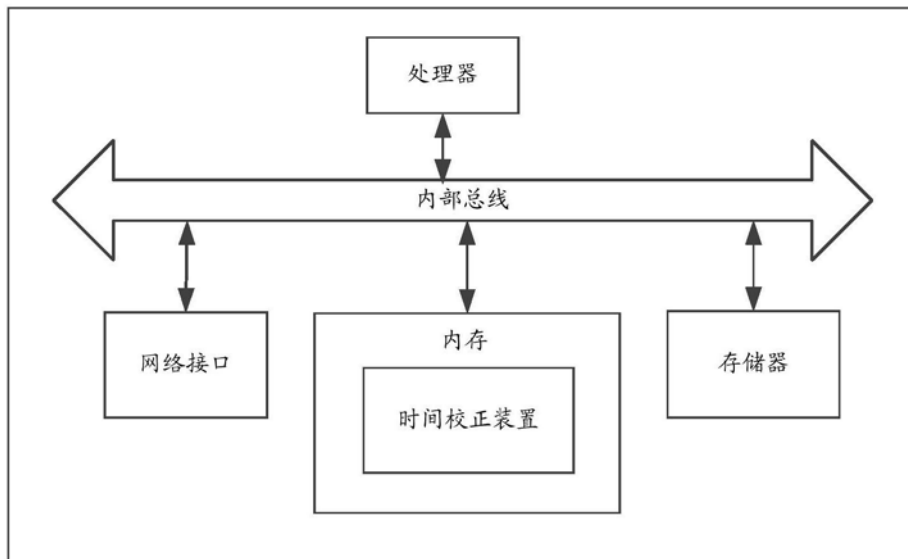 处理器
内部总线
网络接口
内存
时间校正装置
存储器